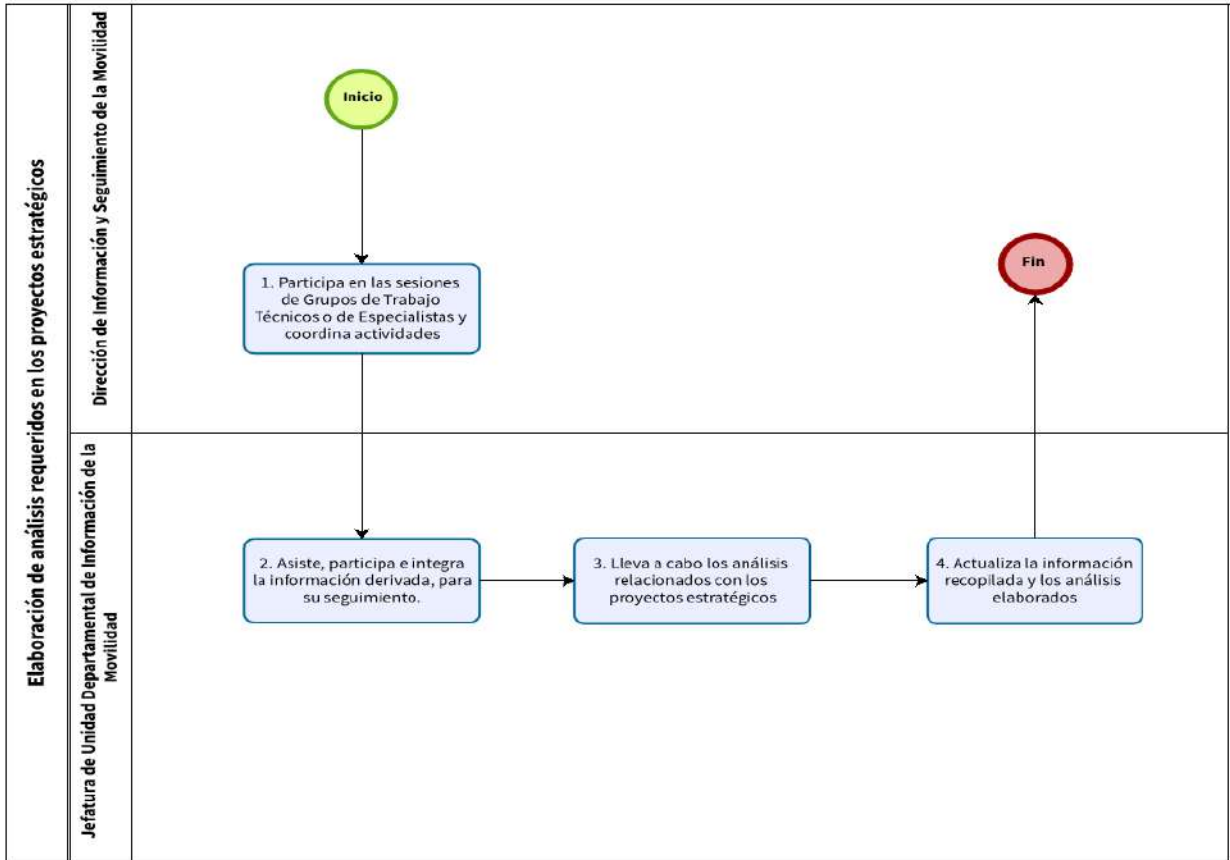 Elaboración de análisis requeridos en los proyectos estratégicos
Dirección de Información y Seguimiento de la Movilidad
Inicio
1. Participa en las sesiones
de Grupos de Trabajo
Técnicos o de Especialistas y
coordina actividades
Fin
Jefatura de Unidad Departamental de Información de la
Movilidad
2. Asiste, participa e integra
la información derivada, para
su seguimiento.
3. Lleva a cabo los análisis
relacionados con los
proyectos estratégicos
4. Actualiza la información
recopilada y los análisis
elaborados